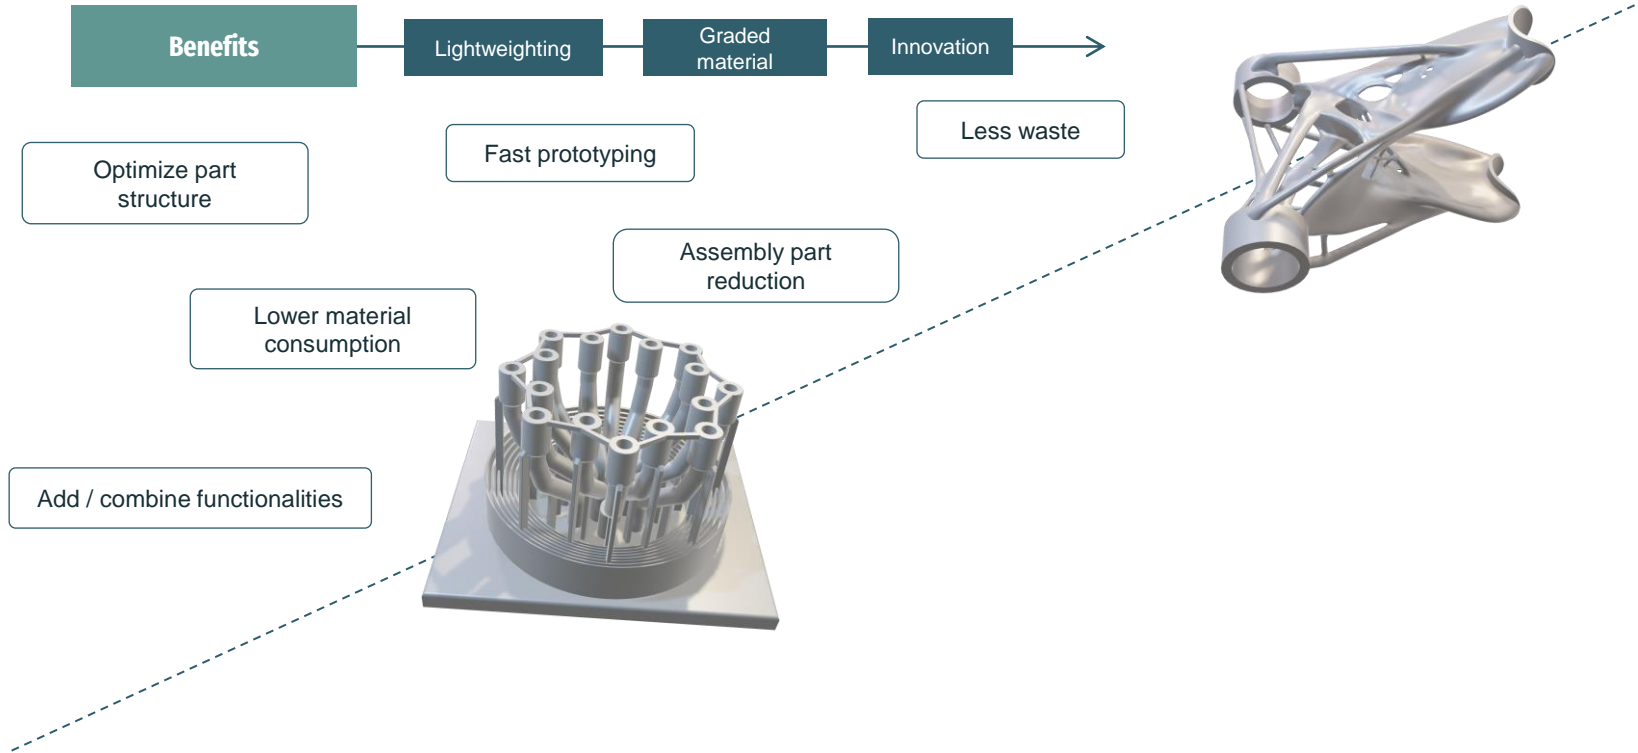 Benefits
Lightweighting
Graded
material
Innovation
Less waste
Fast prototyping
Optimize part
structure
Assembly part
reduction
Lower material
consumption
Add / combine functionalities